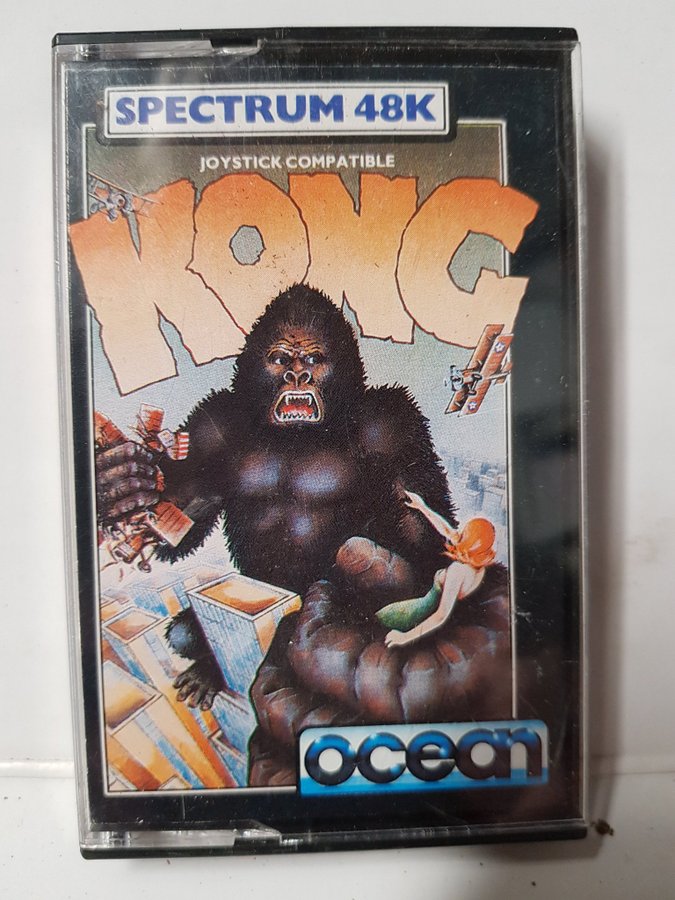 SPECTRUM 48K
JOYSTICK COMPATIBLE
KONG
ocean